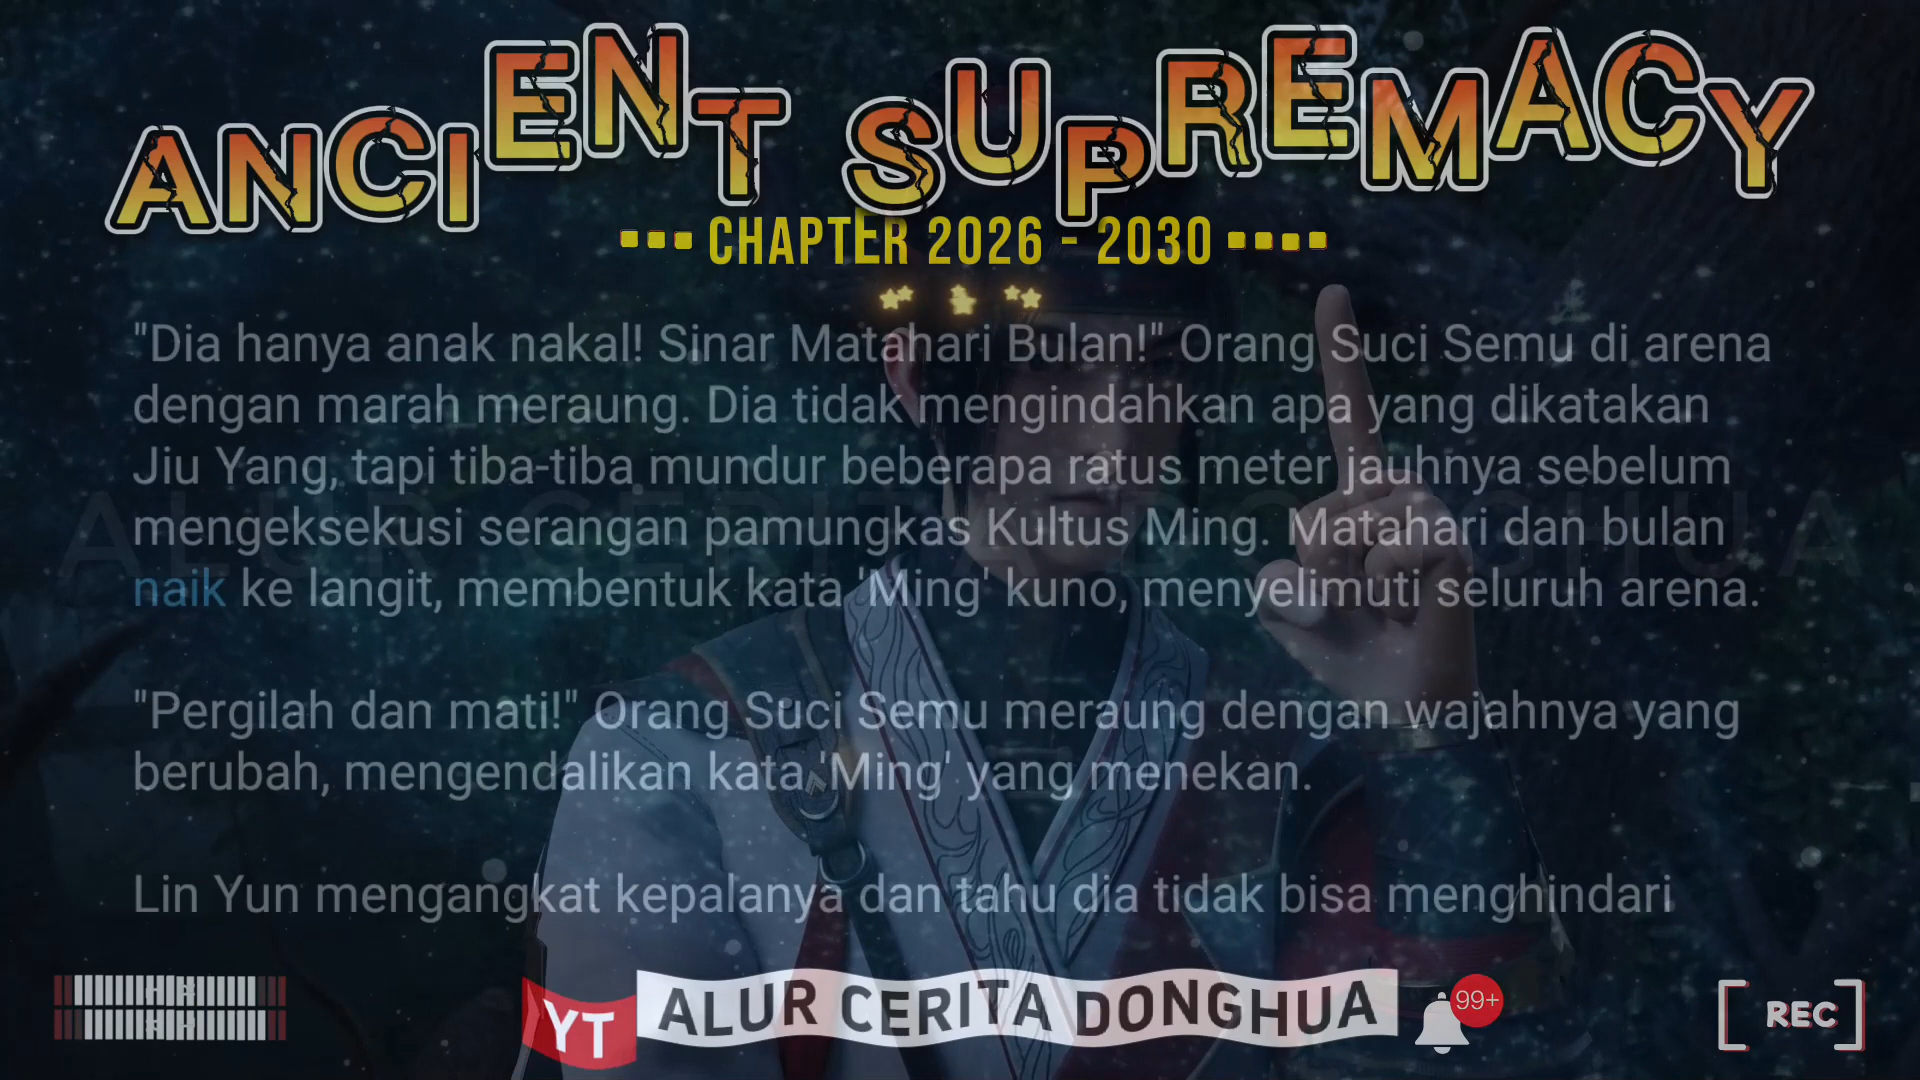 ANCIENT SUPREMACY
CHAPTER 2026 - 2030
"Dia hanya anak nakal! Sinar Matahari Bulan!" Orang Suci Semu di arena
dengan marah meraung. Dia tidak mengindahkan apa yang dikatakan
Jiu Yang, tapi tiba-tiba mundur beberapa ratus meter jauhnya sebelum
mengeksekusi serangan pamungkas Kultus Ming. Matahari dan bulan
naik ke langit, membentuk kata 'Ming' kuno, menyelimuti seluruh arena.
"Pergilah dan mati!" Orang Suci Semu meraung dengan wajahnya yang
berubah, mengendalikan kata 'Ming' yang menekan.
Lin Yun mengangkat kepalanya dan tahu dia tidak bisa menghindari
ALUR CERITA DONGHUA
YT ALUR CERITA DONGHUA 99+
REC